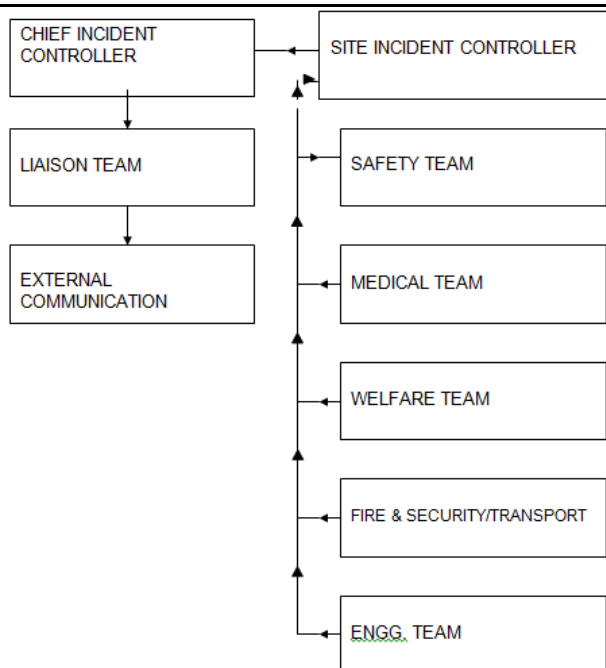 CHIEF INCIDENT
CONTROLLER
SITE INCIDENT CONTROLLER
LIAISON TEAM
SAFETY TEAM
EXTERNAL
COMMUNICATION
MEDICAL TEAM
WELFARE TEAM
FIRE & SECURITY/TRANSPORT
ENGG. TEAM